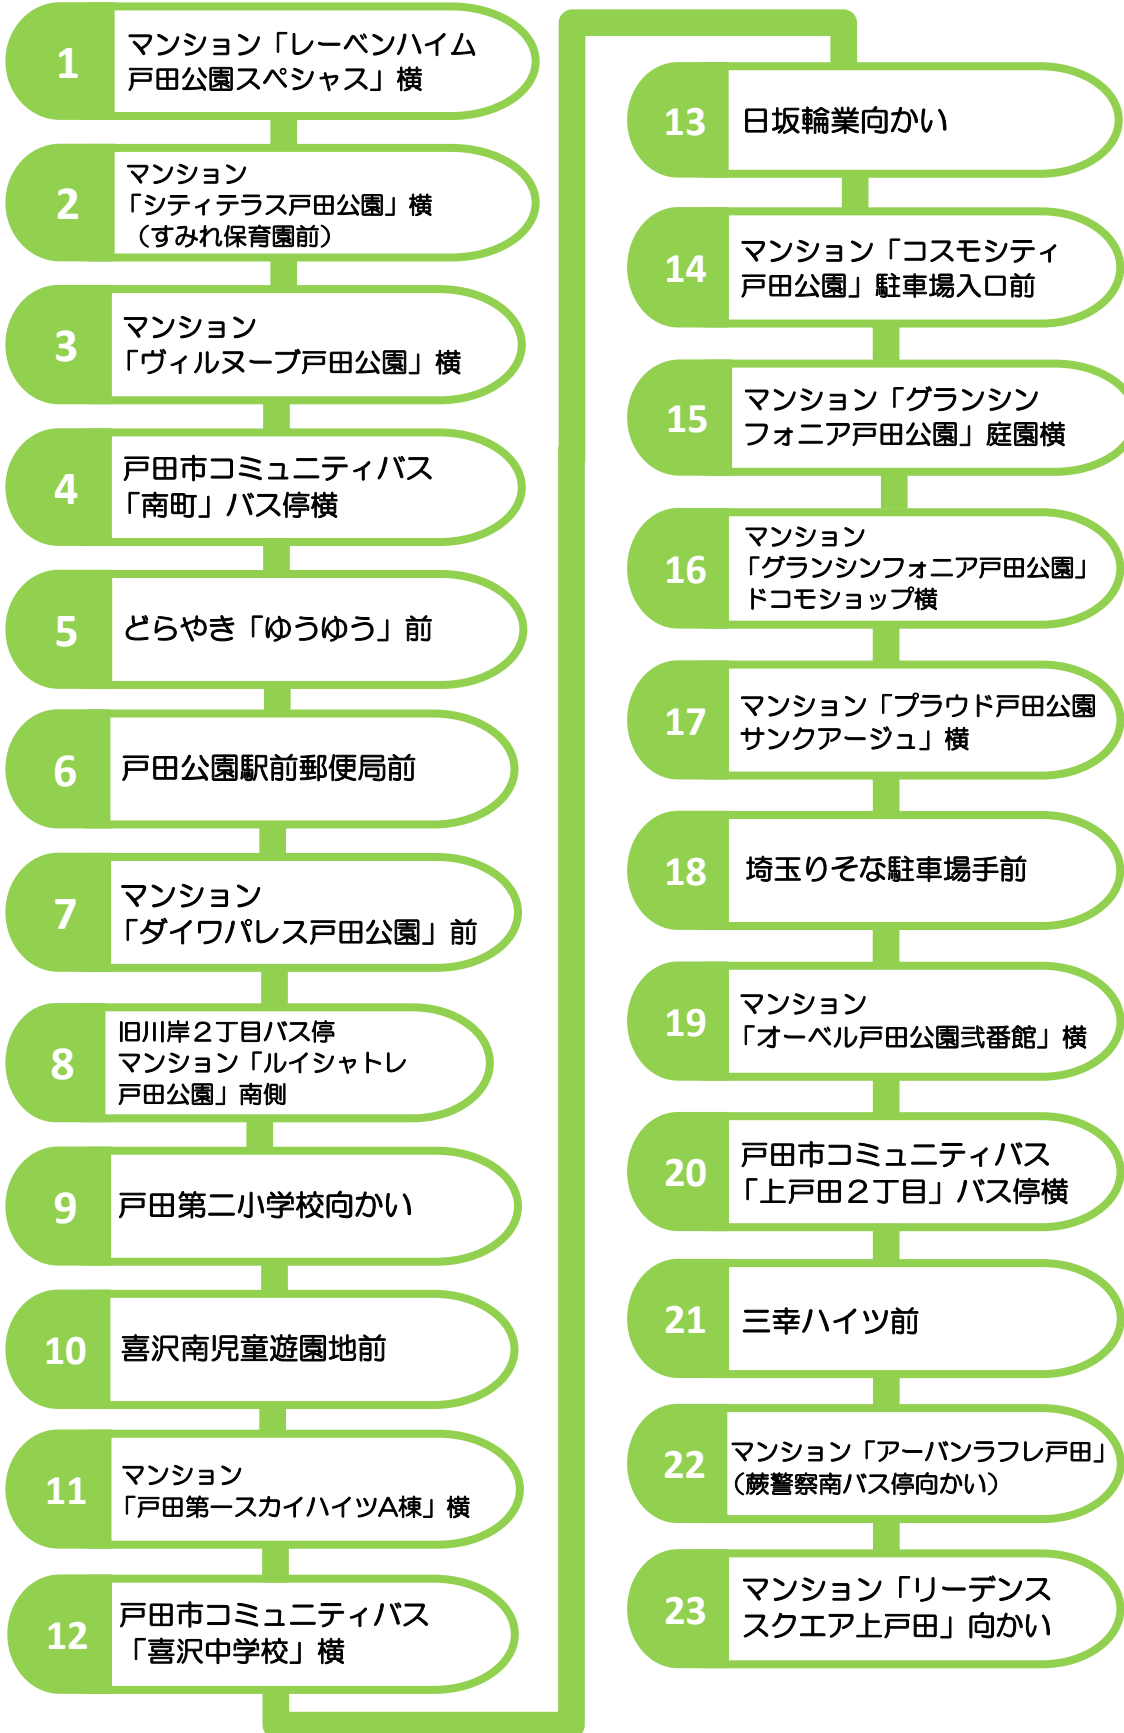 1
マンション「レーベンハイム
戸田公園スペシャス」横
2
マンション
「シティテラス戸田公園」横
（すみれ保育園前）
3
マンション
「ヴィルヌーブ戸田公園」横
4
戸田市コミュニティバス
「南町」バス停横
5
どらやき「ゆうゆう」前
6
戸田公園駅前郵便局前
7
マンション
「ダイワパレス戸田公園」前
8
旧川岸２丁目バス停
マンション「ルイシャトレ
戸田公園」南側
9
戸田第二小学校向かい
10
喜沢南児童遊園地前
11
マンション
「戸田第一スカイハイツA棟」横
12
戸田市コミュニティバス
「喜沢中学校」横
13
日坂輪業向かい
14
マンション「コスモシティ
戸田公園」駐車場入口前
15
マンション「グランシン
フォニア戸田公園」庭園横
16
マンション
「グランシンフォニア戸田公園」
ドコモショップ横
17
マンション「プラウド戸田公園
サンクアージュ」横
18
埼玉りそな駐車場手前
19
マンション
「オーベル戸田公園弐番館」横
20
戸田市コミュニティバス
「上戸田２丁目」バス停横
21
三幸ハイツ前
22
マンション「アーバンラフレ戸田」
（蕨警察南バス停向かい）
23
マンション「リーデンス
スクエア上戸田」向かい